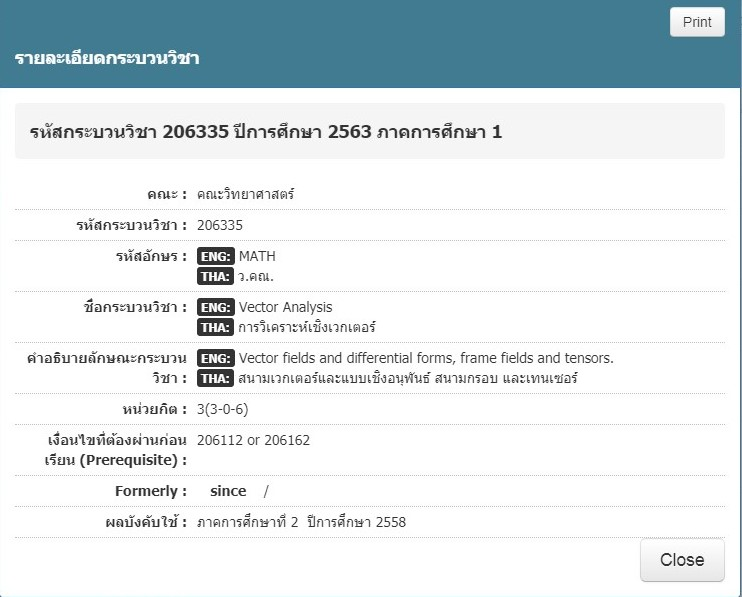 Print
รายละเอียดกระบวนวิชา
รหัสกระบวนวิชา 206335 ปีการศึกษา 2563 ภาคการศึกษา 1
คณะ : คณะวิทยาศาสตร์
รหัสกระบวนวิชา : 206335
รหัสอักษร : ENG: MATH
THA: ว.คณ.
ชื่อกระบวนวิชา : ENG: Vector Analysis
THA: การวิเคราะห์เชิงเวกเตอร์
คำอธิบายลักษณะกระบวน ENG: Vector fields and differential forms, frame fields and tensors.
วิชา : THA: สนามเวกเตอร์และแบบเชิงอนุพันธ์ สนามกรอบ และเทนเซอร์
หน่วยกิต : 3(3-0-6)
เงื่อนไขที่ต้องผ่านก่อน 206112 or 206162
เรียน (Prerequisite) :
Formerly : since /
ผลบังคับใช้ : ภาคการศึกษาที่ 2 ปีการศึกษา 2558
Close